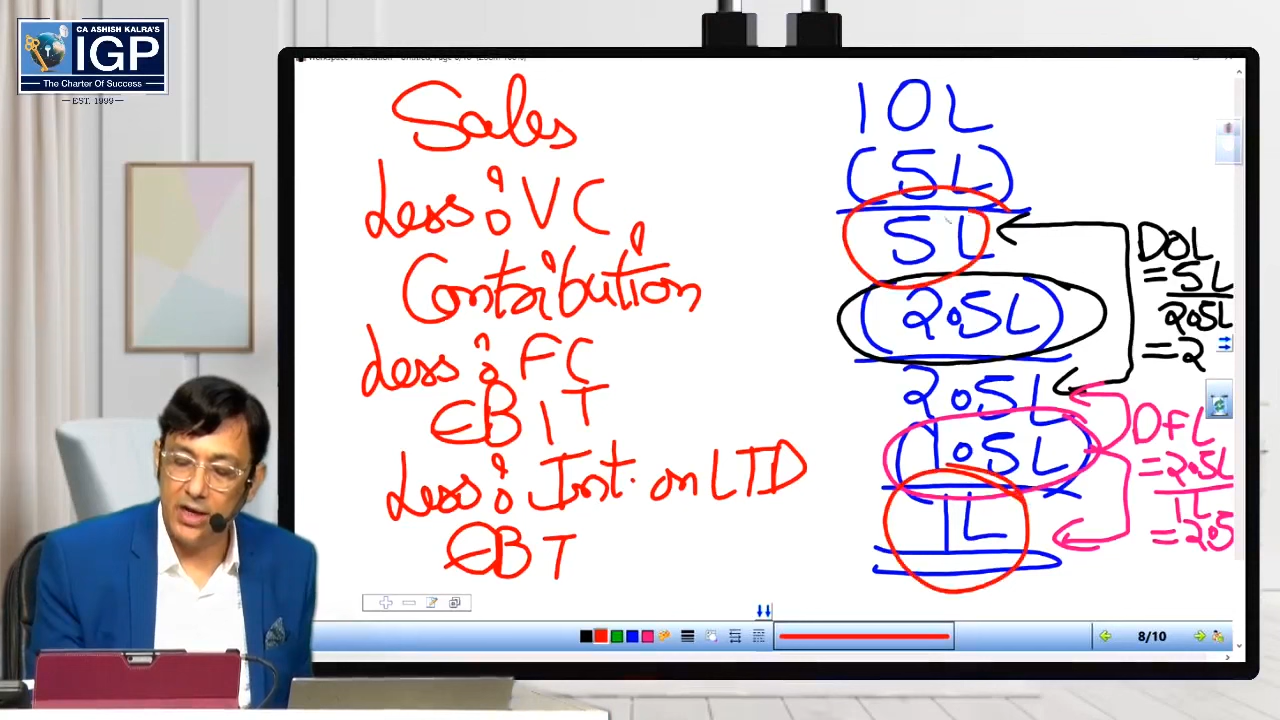 CA ASHISH KALRA'S
IGP
The Charter Of Success
EST. 1999
Sales 10L
Less: VC (5L)
Contribution 5L
Less: FC (2.5L)
EBIT 2.5L
Less: Int. on LTD 1.5L
EBT 1L
DOL
= 5L
2.5L
= 2
DFL
= 2.5L
1L
= 2.5
8/10